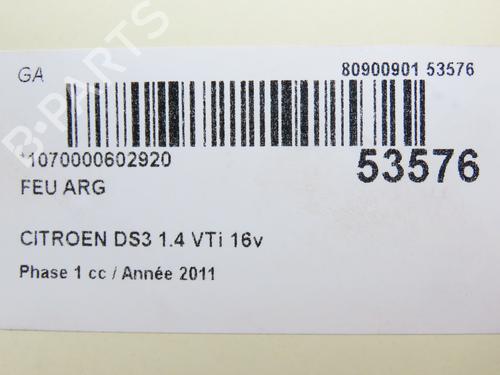 GA
80900901 53576
*1070000602920
53576
FEU ARG
CITROEN DS3 1.4 VTi 16v
Phase 1 cc / Année 2011
B-PARTS